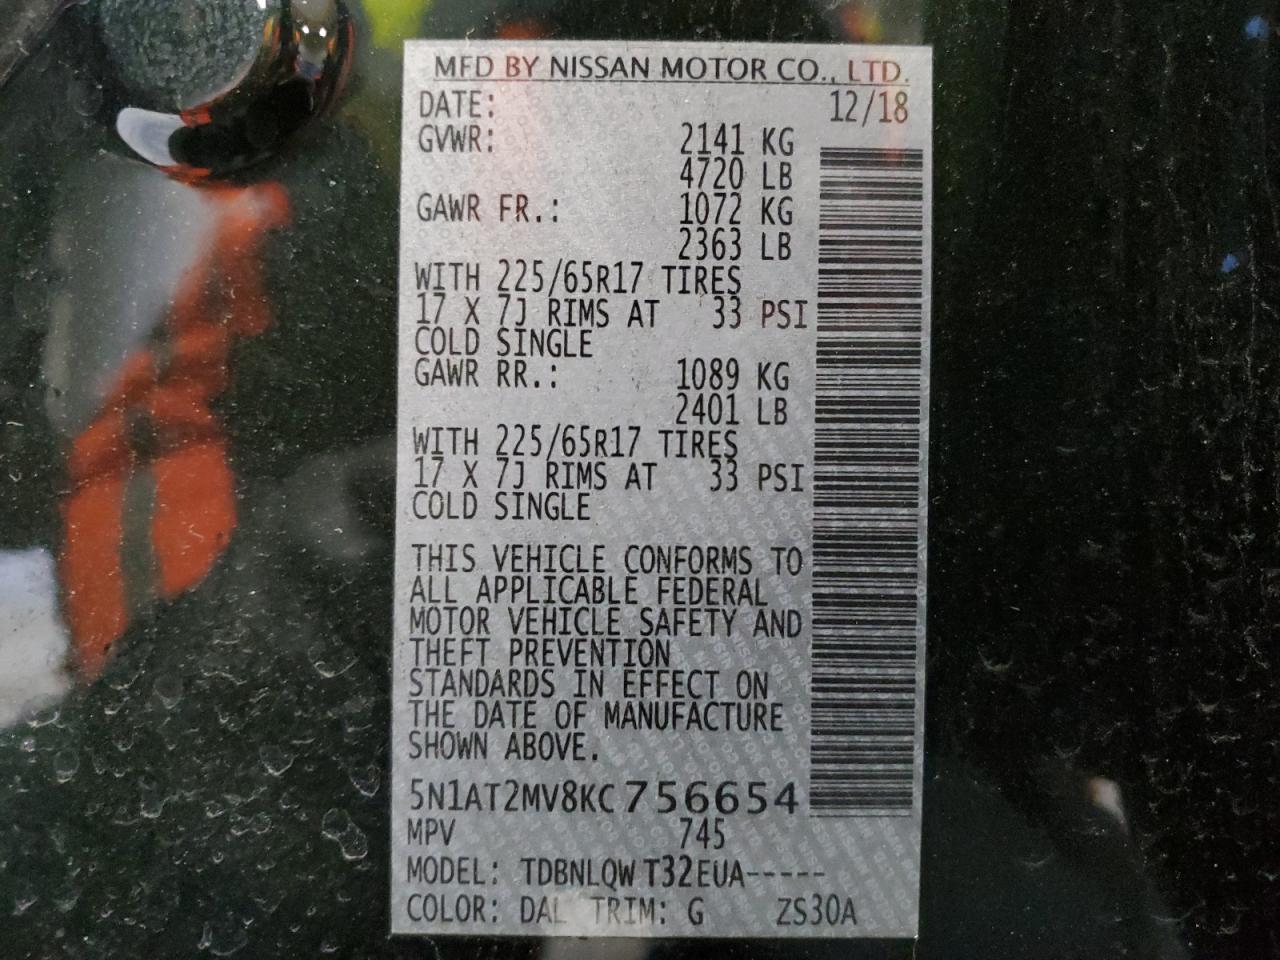 MFD BY NISSAN MOTOR CO., LTD.
DATE: 12/18
GVWR: 2141 KG
4720 LB
GAWR FR.: 1072 KG
2363 LB
WITH 225/65R17 TIRES
17 X 7J RIMS AT 33 PSI
COLD SINGLE
GAWR RR.: 1089 KG
2401 LB
WITH 225/65R17 TIRES
17 X 7J RIMS AT 33 PSI
COLD SINGLE
THIS VEHICLE CONFORMS TO
ALL APPLICABLE FEDERAL
MOTOR VEHICLE SAFETY AND
THEFT PREVENTION
STANDARDS IN EFFECT ON
THE DATE OF MANUFACTURE
SHOWN ABOVE.
5N1AT2MV8KC756654
MPV 745
MODEL: TDBNLQW T32EUA-----
COLOR: DAL TRIM: G ZS30A